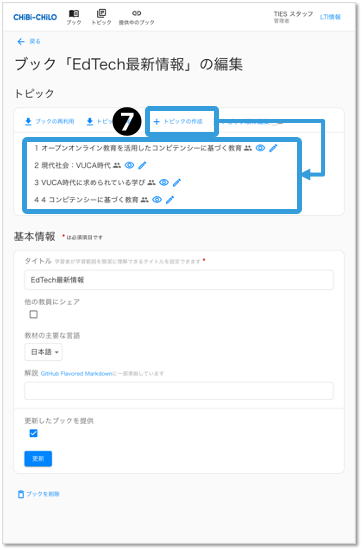 CHiBi-CHiLO ブック トピック 提供中のブック TIES スタッフ 管理者 LTI情報
← 戻る
ブック「EdTech最新情報」の編集
トピック
ブックの再利用 7 + トピックの作成
1 オープンオンライン教育を活用したコンピテンシーに基づく教育
2 現代社会：VUCA時代
3 VUCA時代に求められている学び
4 4 コンピテンシーに基づく教育
基本情報 * は必須項目です
タイトル 学習者が学習範囲を簡潔に理解できるタイトルを設定できます *
EdTech最新情報
他の教員にシェア
教材の主要な言語
日本語
解説 GitHub Flavored Markdownに一部準拠しています
更新したブックを提供
更新
ブックを削除